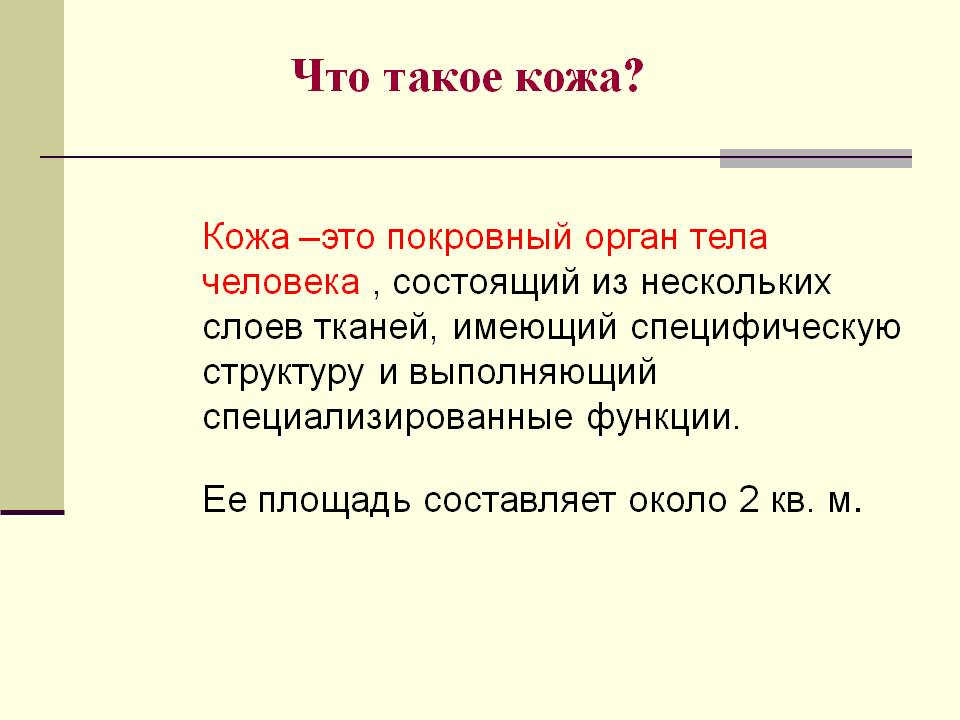 Что такое кожа?
Кожа –это покровный орган тела
человека , состоящий из нескольких
слоев тканей, имеющий специфическую
структуру и выполняющий
специализированные функции.
Ее площадь составляет около 2 кв. м.